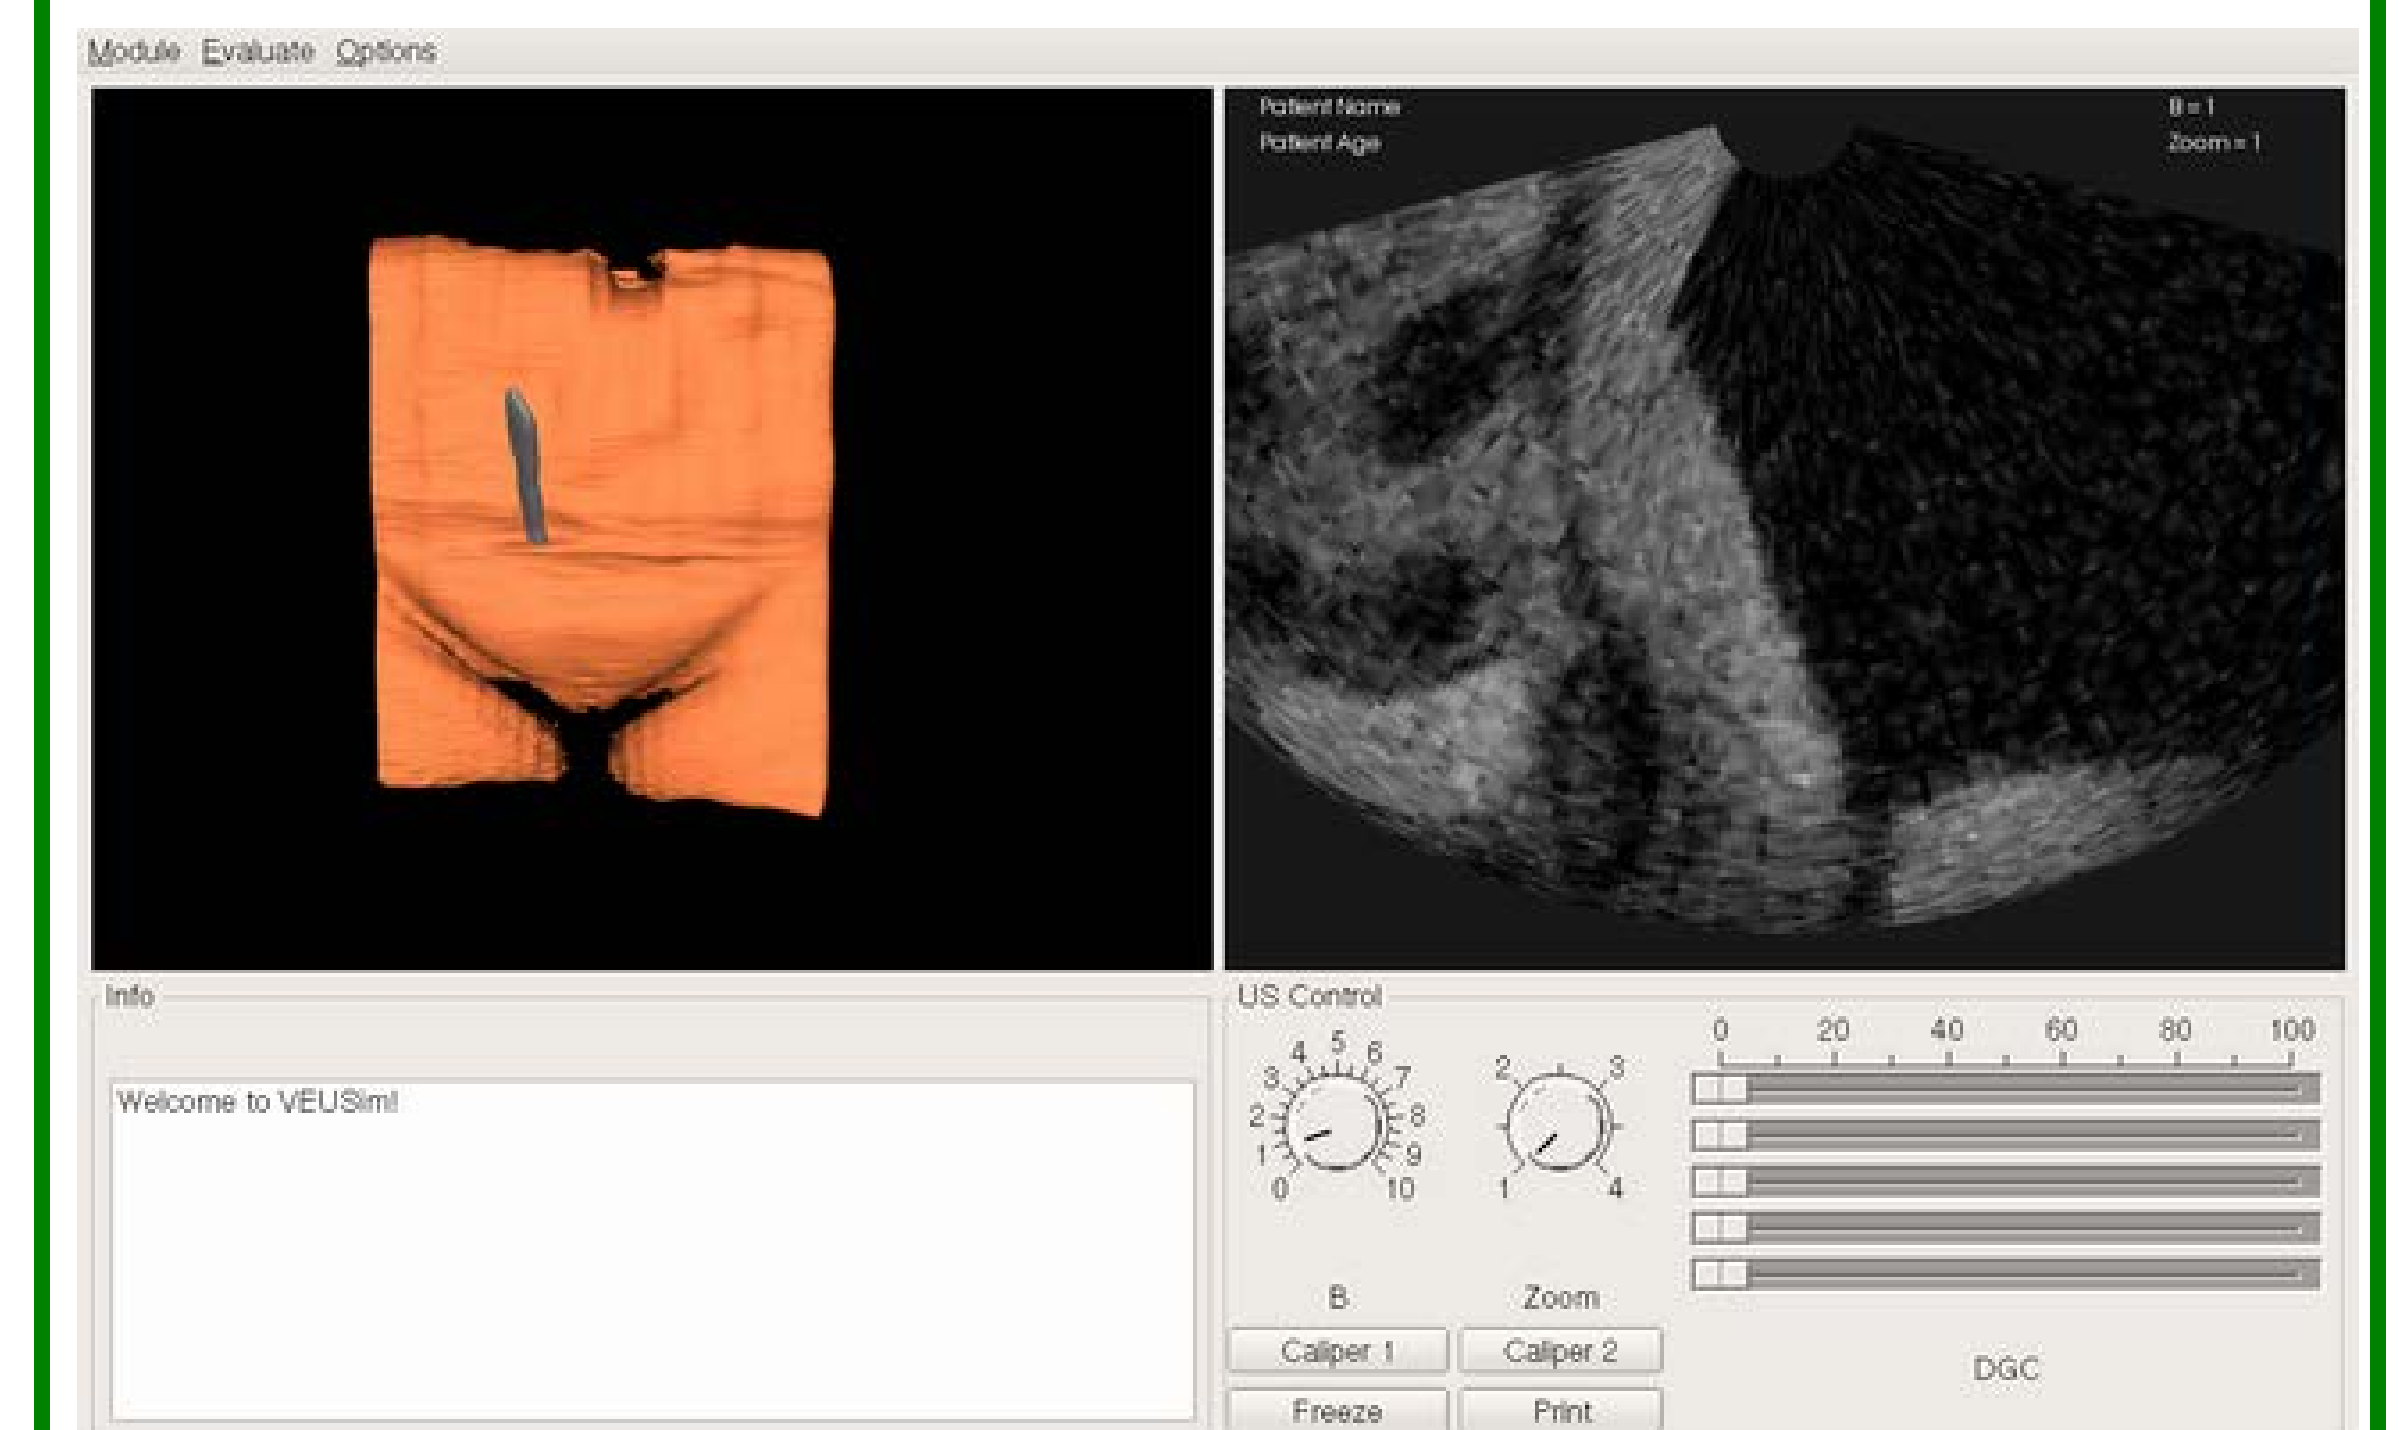 Module Evaluate Options
Patient Name
Patient Age
B = 1
Zoom = 1
Info
Welcome to VEUSim!
US Control
0 1 2 3 4 5 6 7 8 9 10
B
1 2 3 4
Zoom
0 20 40 60 80 100
DGC
Caliper 1 Caliper 2
Freeze Print